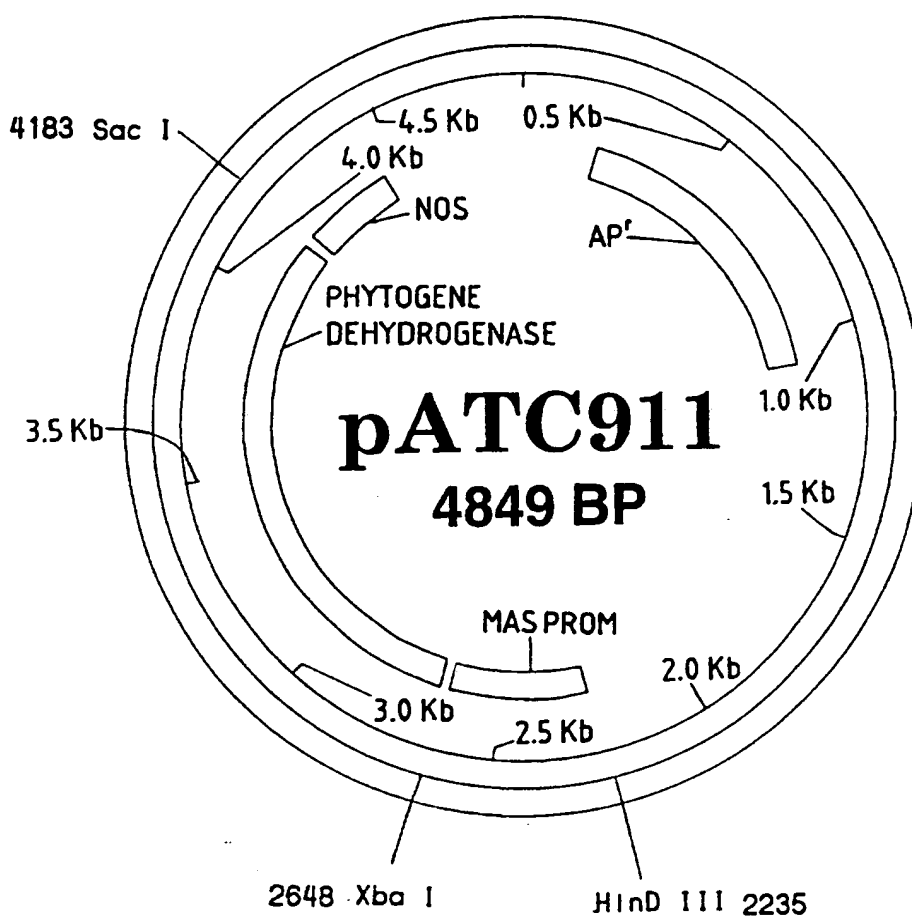 4183 Sac I
4.5 Kb
0.5 Kb
4.0 Kb
NOS
APr
PHYTOGENE
DEHYDROGENASE
pATC911
4849 BP
1.0 Kb
3.5 Kb
1.5 Kb
MAS PROM
2.0 Kb
3.0 Kb
2.5 Kb
2648 Xba I
HinD III 2235